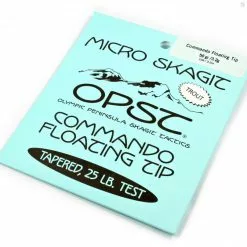 Commando Floating Tip
MICRO SKAGIT
TROUT
OPST®
OLYMPIC PENINSULA SKAGIT TACTICS
COMMANDO
FLOATING TIP
TAPERED, 25 LB. TEST